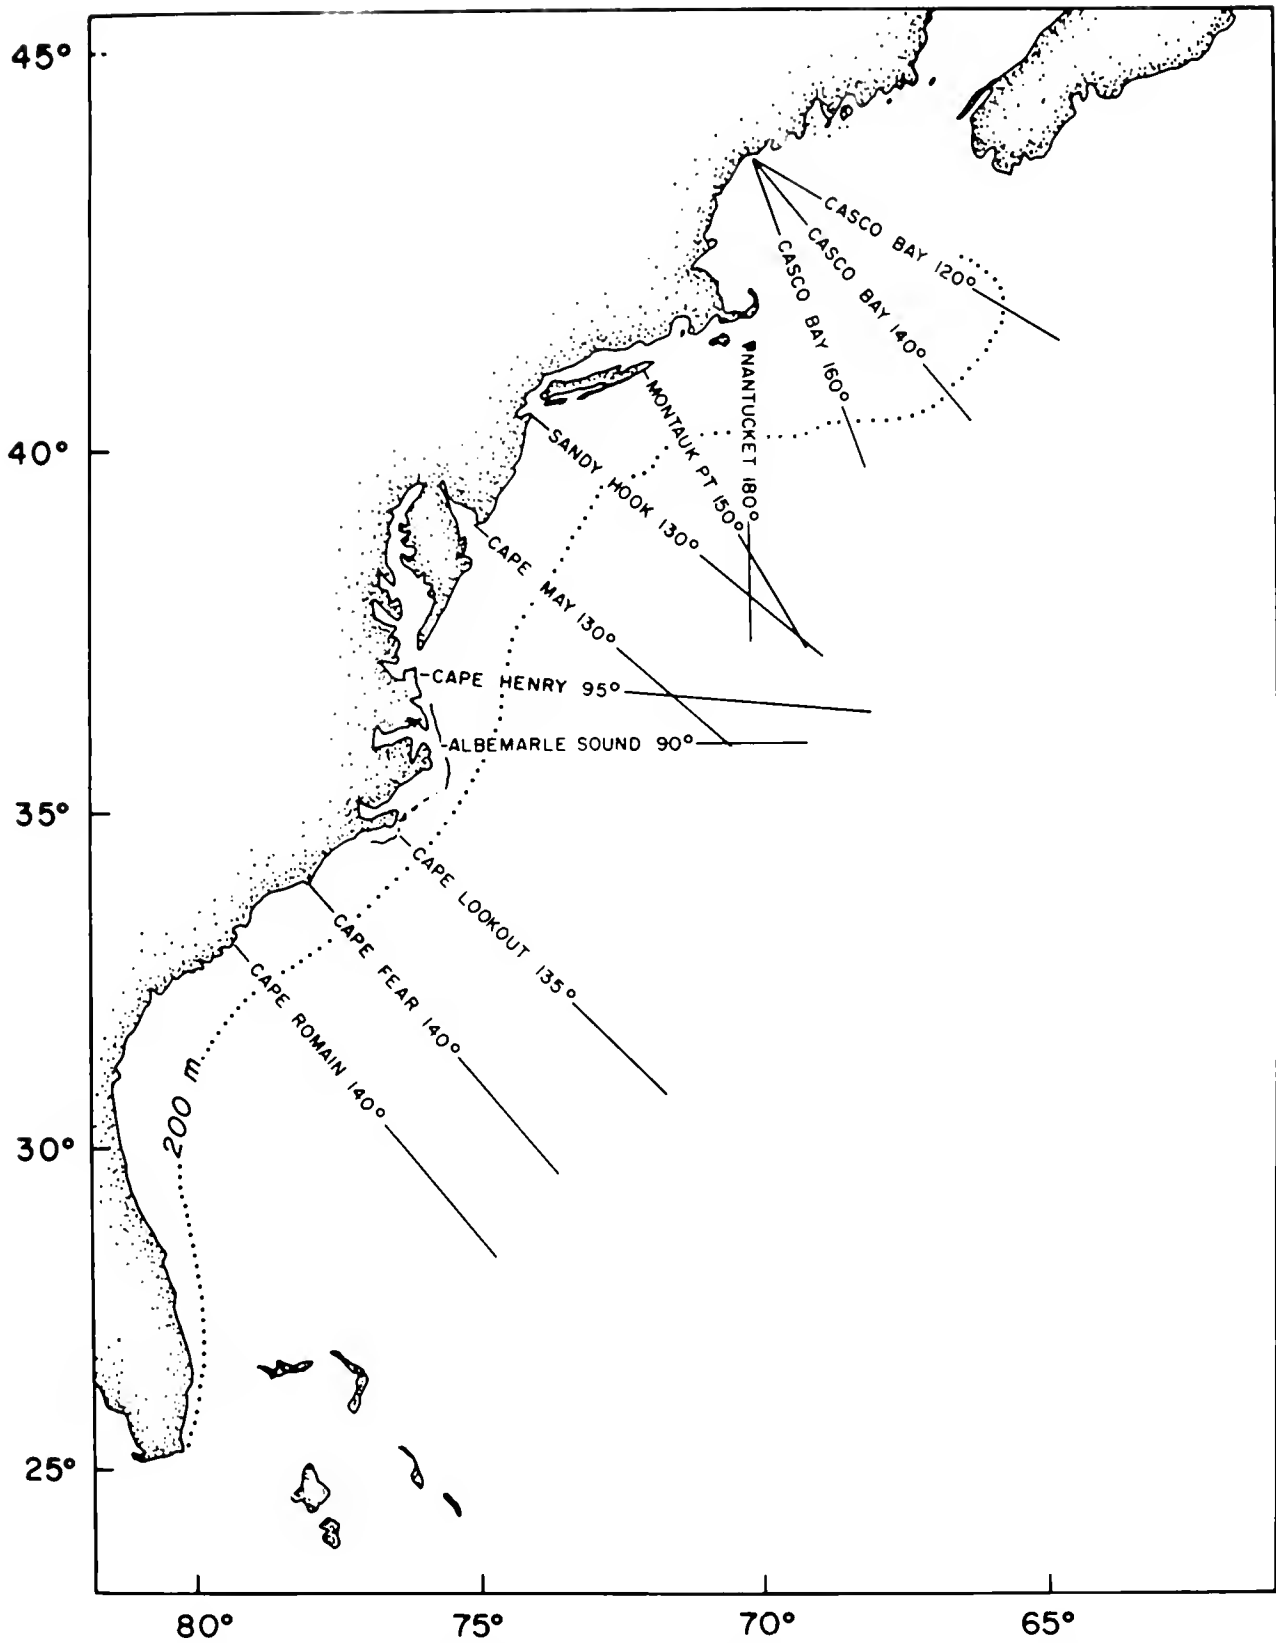 45°
CASCO BAY 120°
CASCO BAY 140°
CASCO BAY 160°
NANTUCKET 180°
MONTAUK PT 150°
40°
SANDY HOOK 130°
CAPE MAY 130°
CAPE HENRY 95°
ALBEMARLE SOUND 90°
35°
CAPE LOOKOUT 135°
CAPE FEAR 140°
CAPE ROMAIN 140°
200 m
30°
25°
80°
75°
70°
65°